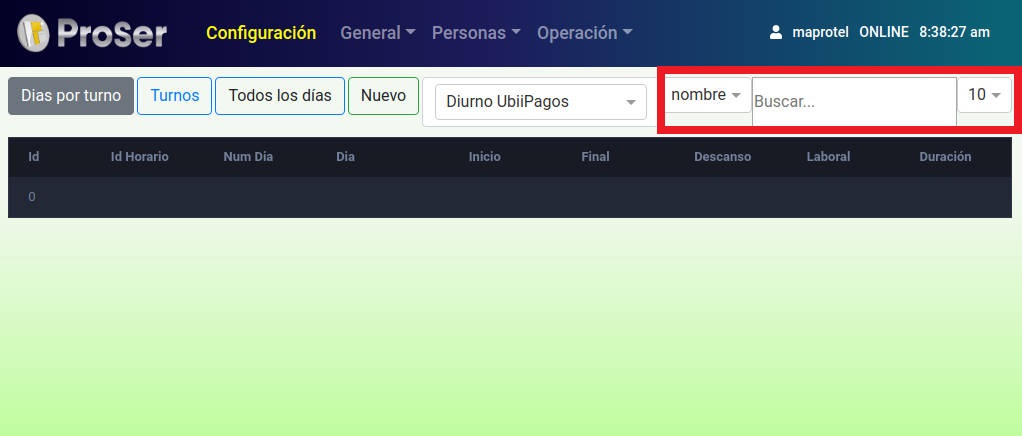 ProSer Configuración General Personas Operación maprotel ONLINE 8:38:27 am
Dias por turno Turnos Todos los días Nuevo Diurno UbiiPagos nombre Buscar... 10
Id Id Horario Num Día Dia Inicio Final Descanso Laboral Duración
0